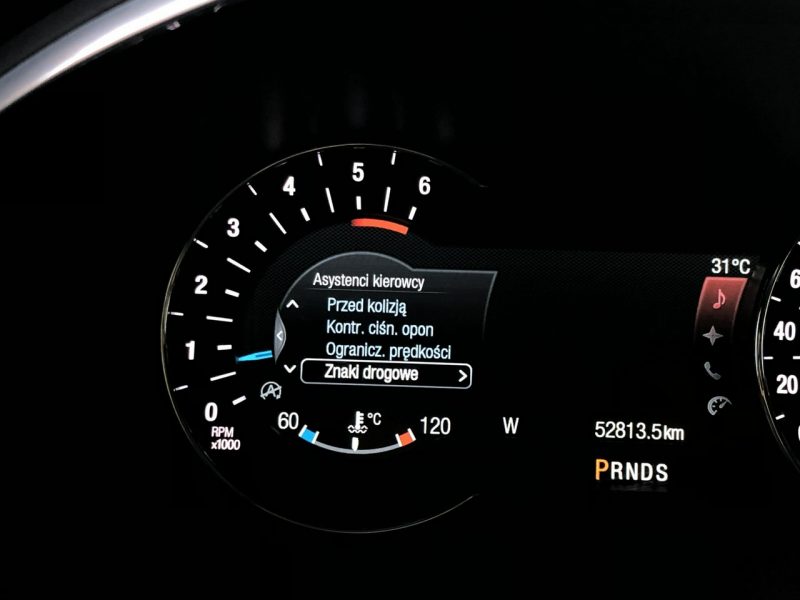 5
4
6
3
31°C
Asystenci kierowcy
2
Przed kolizją
Kontr. ciśn. opon
40
1
Ogranicz. prędkości
Znaki drogowe
20
0
60
°C
120
W
52813.5km
RPM
x1000
PRNDS